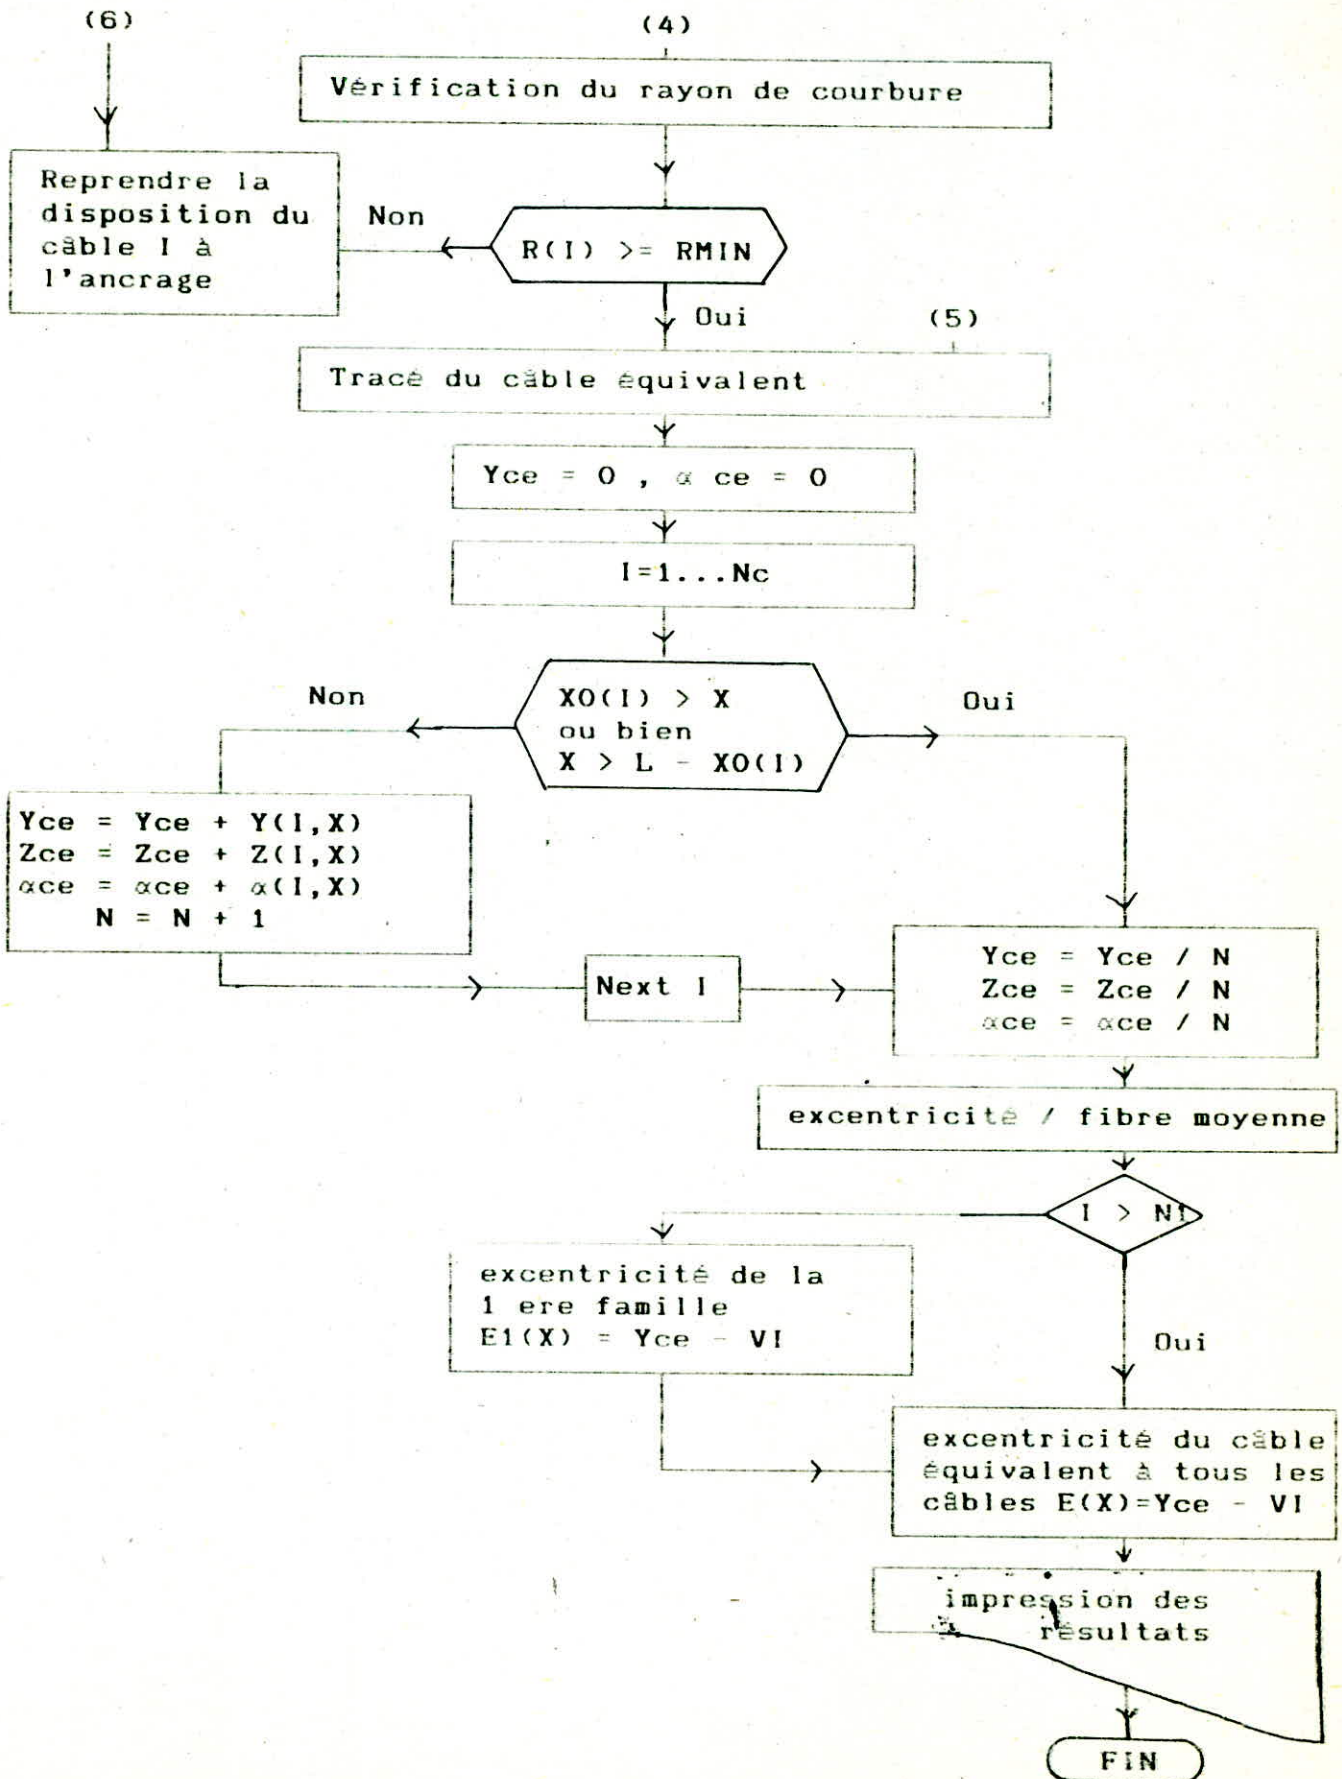 (6)
(4)
Vérification du rayon de courbure
Reprendre la
disposition du
câble I à
l'ancrage
Non
R(I) >= RMIN
Oui
(5)
Tracé du câble équivalent
Yce = 0 , α ce = 0
I=1...Nc
Non
XO(I) > X
ou bien
X > L - XO(I)
Oui
Yce = Yce + Y(I,X)
Zce = Zce + Z(I,X)
αce = αce + α(I,X)
N = N + 1
Next I
Yce = Yce / N
Zce = Zce / N
αce = αce / N
excentricité / fibre moyenne
I > N1
excentricité de la
1 ere famille
E1(X) = Yce - VI
Oui
excentricité du câble
équivalent à tous les
câbles E(X)=Yce - VI
impression des
résultats
FIN